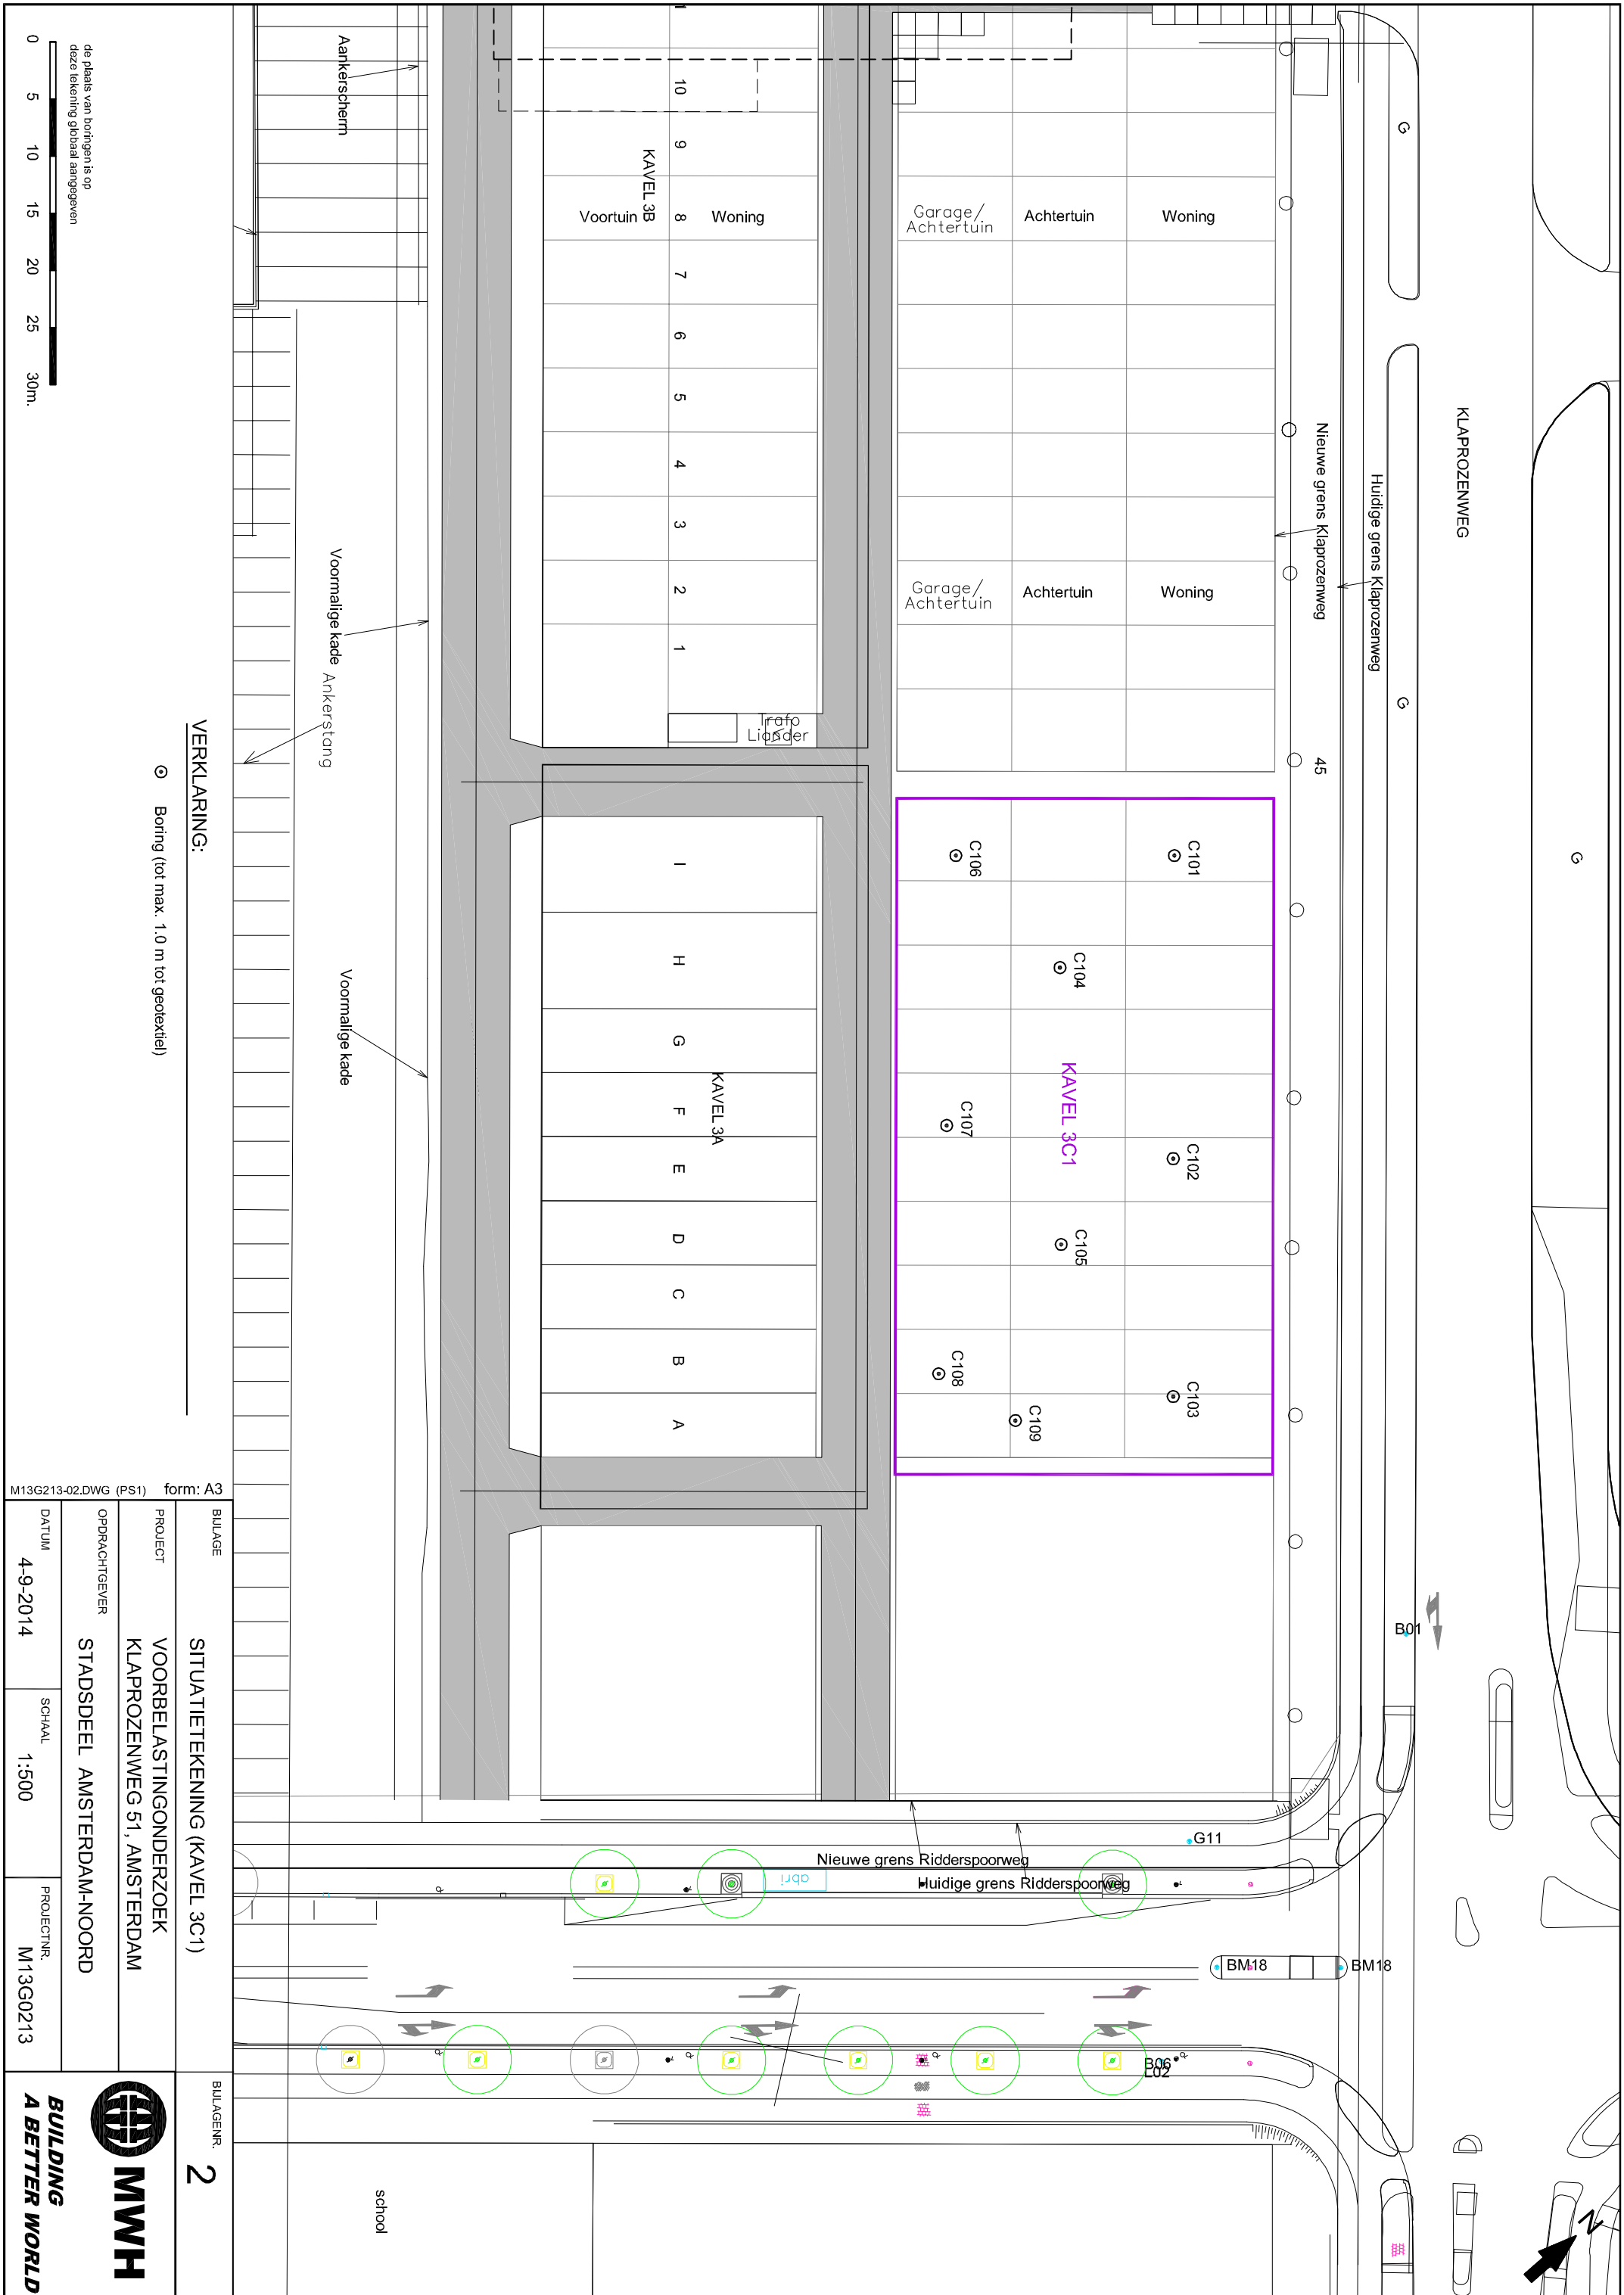 KLAPROZENWEG
G
G
G
Huidige grens Klaprozenweg
Nieuwe grens Klaprozenweg
45
Woning
Achtertuin
Garage/
Achtertuin
Woning
Achtertuin
Garage/
Achtertuin
C101
C106
C104
KAVEL 3C1
C107
C102
C105
C108
C103
C109
10
9
8
7
6
5
4
3
2
1
KAVEL 3B
Voortuin
Woning
Trafo
Liander
I
H
G
F
E
D
C
B
A
KAVEL 3A
Aankerscherm
Voormalige kade
Ankerstang
Voormalige kade
B01
G11
Nieuwe grens Ridderspoorweg
Huidige grens Ridderspoorweg
abri
BM18
BM18
B06
L02
school
N
de plaats van boringen is op
deze tekening globaal aangegeven
0 5 10 15 20 25 30m.
VERKLARING:
Boring (tot max. 1.0 m tot geotextiel)
M13G213-02.DWG (PS1) form: A3
BIJLAGE
SITUATIETEKENING (KAVEL 3C1)
BIJLAGENR.
2
PROJECT
VOORBELASTINGONDERZOEK
KLAPROZENWEG 51, AMSTERDAM
OPDRACHTGEVER
STADSDEEL AMSTERDAM-NOORD
DATUM
4-9-2014
SCHAAL
1:500
PROJECTNR.
M13G0213
MWH
BUILDING
A BETTER WORLD